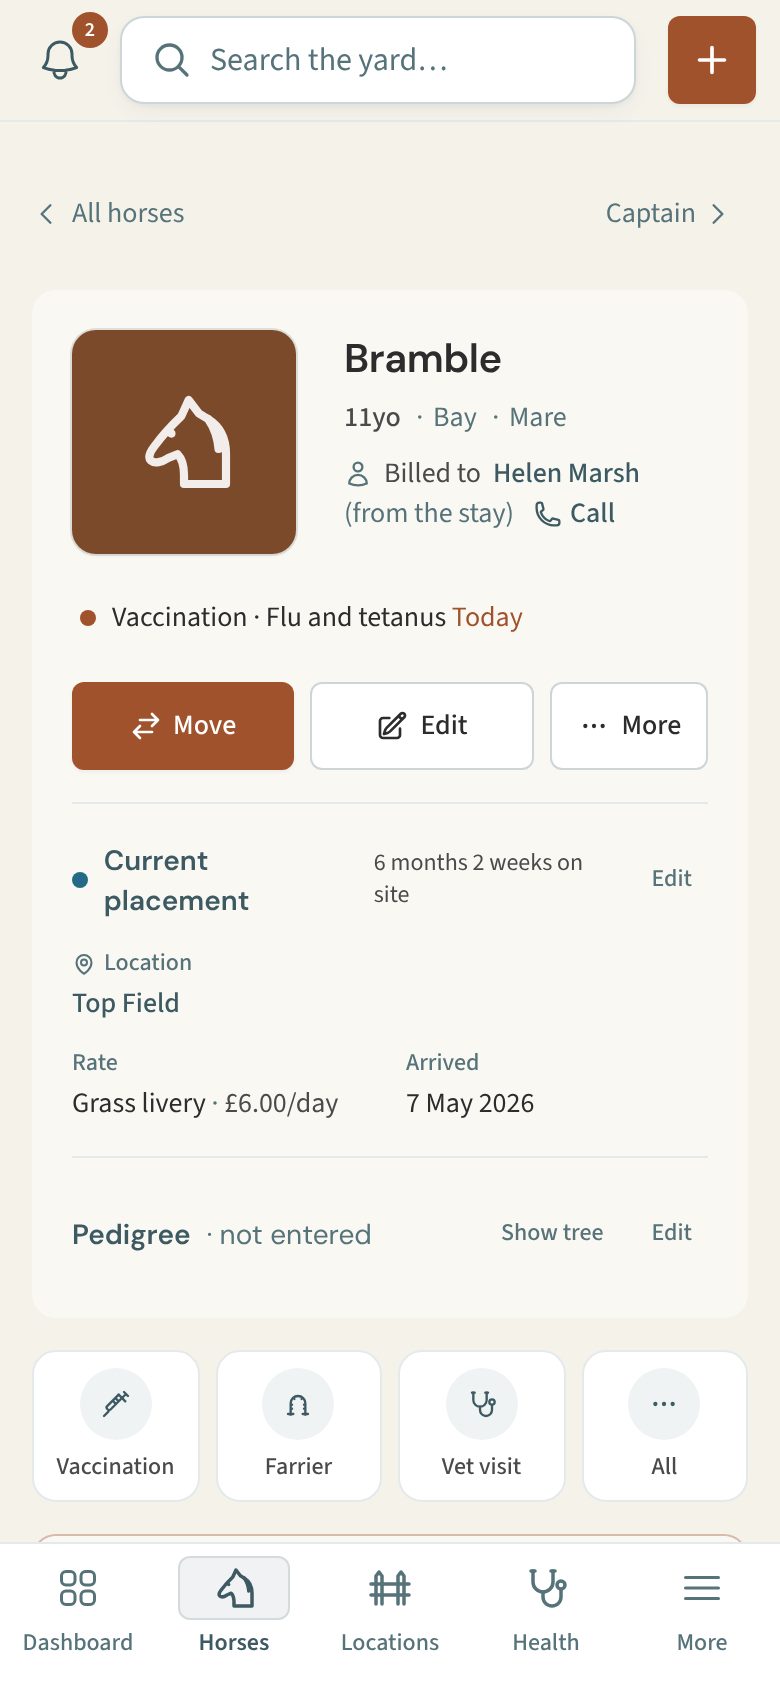 2
Search the yard...
All horses
Captain
Bramble
11yo · Bay · Mare
Billed to Helen Marsh
(from the stay) Call
Vaccination · Flu and tetanus Today
Move
Edit
··· More
Current
placement
6 months 2 weeks on
site
Edit
Location
Top Field
Rate
Arrived
Grass livery · £6.00/day
7 May 2026
Pedigree · not entered
Show tree
Edit
Vaccination
Farrier
Vet visit
All
Dashboard
Horses
Locations
Health
More